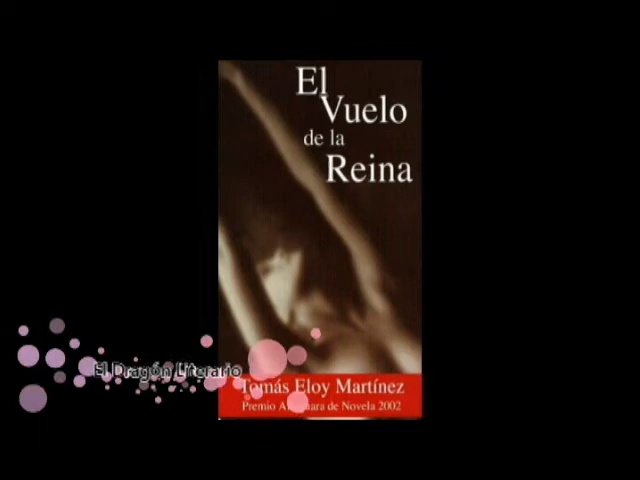 El
Vuelo
de la
Reina
El Dragón Literario
Tomás Eloy Martínez
Premio de Novela 2002